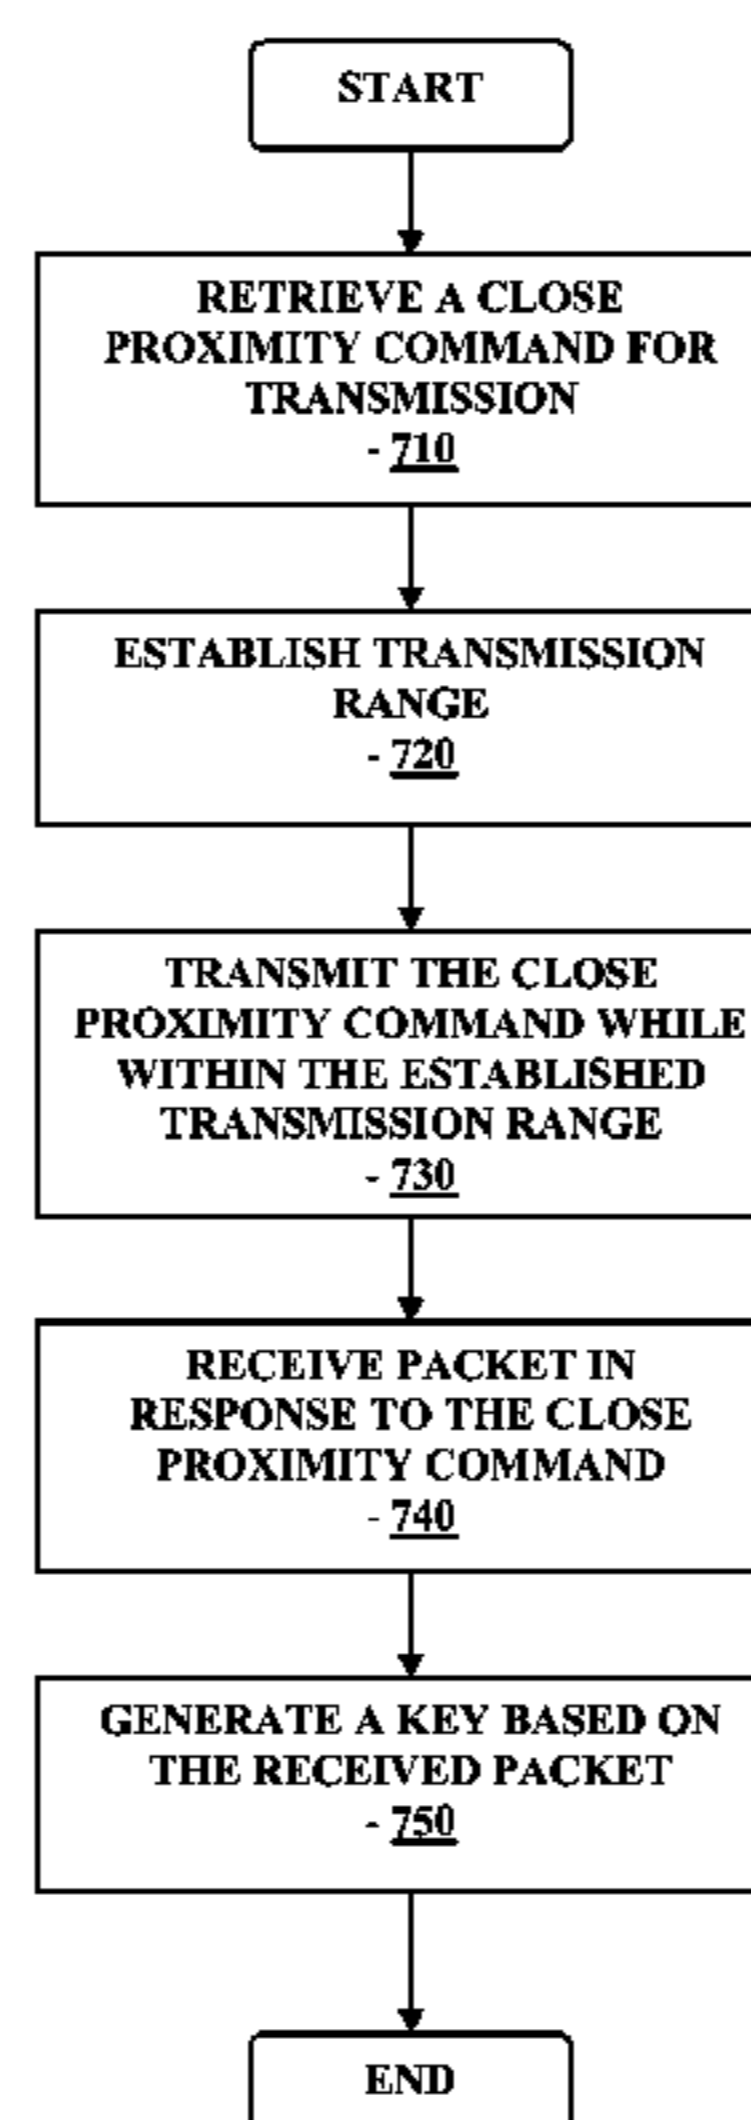 START
RETRIEVE A CLOSE
PROXIMITY COMMAND FOR
TRANSMISSION
- 710
ESTABLISH TRANSMISSION
RANGE
- 720
TRANSMIT THE CLOSE
PROXIMITY COMMAND WHILE
WITHIN THE ESTABLISHED
TRANSMISSION RANGE
- 730
RECEIVE PACKET IN
RESPONSE TO THE CLOSE
PROXIMITY COMMAND
- 740
GENERATE A KEY BASED ON
THE RECEIVED PACKET
- 750
END